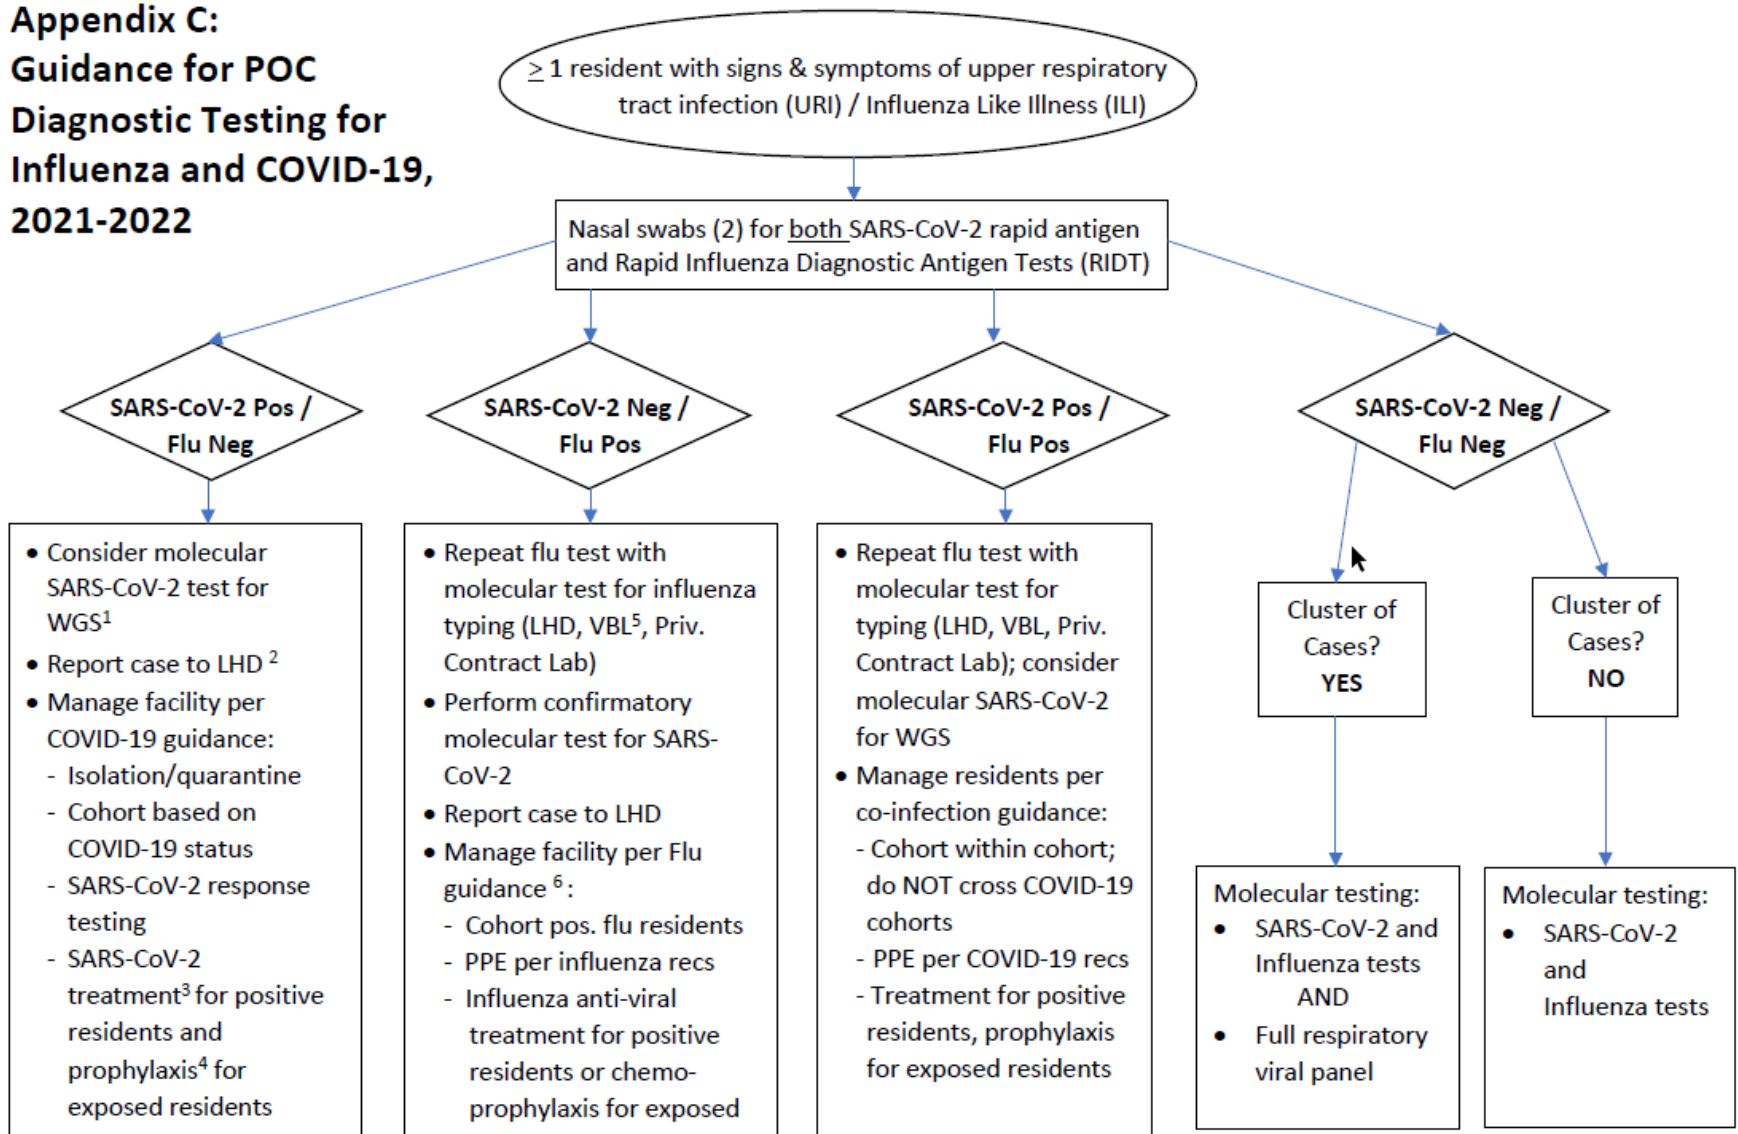 Appendix C:
Guidance for POC
Diagnostic Testing for
Influenza and COVID-19,
2021-2022
≥ 1 resident with signs & symptoms of upper respiratory
tract infection (URI) / Influenza Like Illness (ILI)
Nasal swabs (2) for both SARS-CoV-2 rapid antigen
and Rapid Influenza Diagnostic Antigen Tests (RIDT)
SARS-CoV-2 Pos /
Flu Neg
SARS-CoV-2 Neg /
Flu Pos
SARS-CoV-2 Pos /
Flu Pos
SARS-CoV-2 Neg /
Flu Neg
• Consider molecular
SARS-CoV-2 test for
WGS¹
• Report case to LHD ²
• Manage facility per
COVID-19 guidance:
- Isolation/quarantine
- Cohort based on
COVID-19 status
- SARS-CoV-2 response
testing
- SARS-CoV-2
treatment³ for positive
residents and
prophylaxis⁴ for
exposed residents
• Repeat flu test with
molecular test for influenza
typing (LHD, VBL⁵, Priv.
Contract Lab)
• Perform confirmatory
molecular test for SARS-
CoV-2
• Report case to LHD
• Manage facility per Flu
guidance ⁶ :
- Cohort pos. flu residents
- PPE per influenza recs
- Influenza anti-viral
treatment for positive
residents or chemo-
prophylaxis for exposed
• Repeat flu test with
molecular test for
typing (LHD, VBL, Priv.
Contract Lab); consider
molecular SARS-CoV-2
for WGS
• Manage residents per
co-infection guidance:
- Cohort within cohort;
do NOT cross COVID-19
cohorts
- PPE per COVID-19 recs
- Treatment for positive
residents, prophylaxis
for exposed residents
Cluster of
Cases?
YES
Cluster of
Cases?
NO
Molecular testing:
• SARS-CoV-2 and
Influenza tests
AND
• Full respiratory
viral panel
Molecular testing:
• SARS-CoV-2
and
Influenza tests